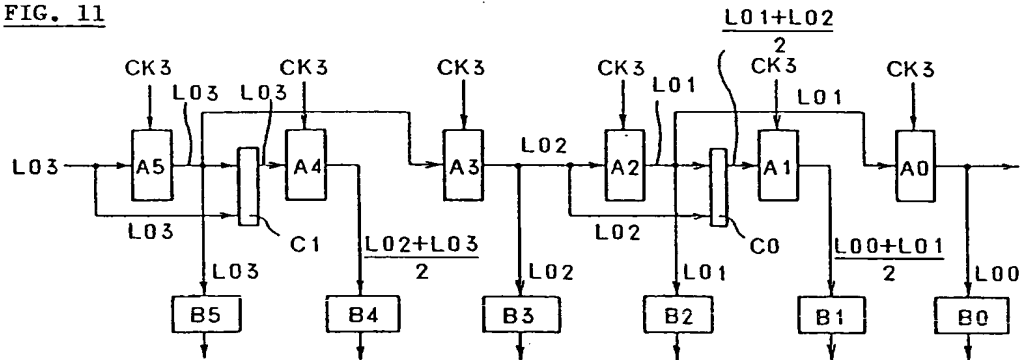 FIG. 11
L01+L02
2
CK3 CK3 CK3 CK3 CK3 CK3
L03 L03 L01 L01
L03 A5 A4 A3 L02 A2 A1 A0
L03 C1 L02 C0
L02+L03
2
L00+L01
2
L03 L02 L01 L00
B5 B4 B3 B2 B1 B0